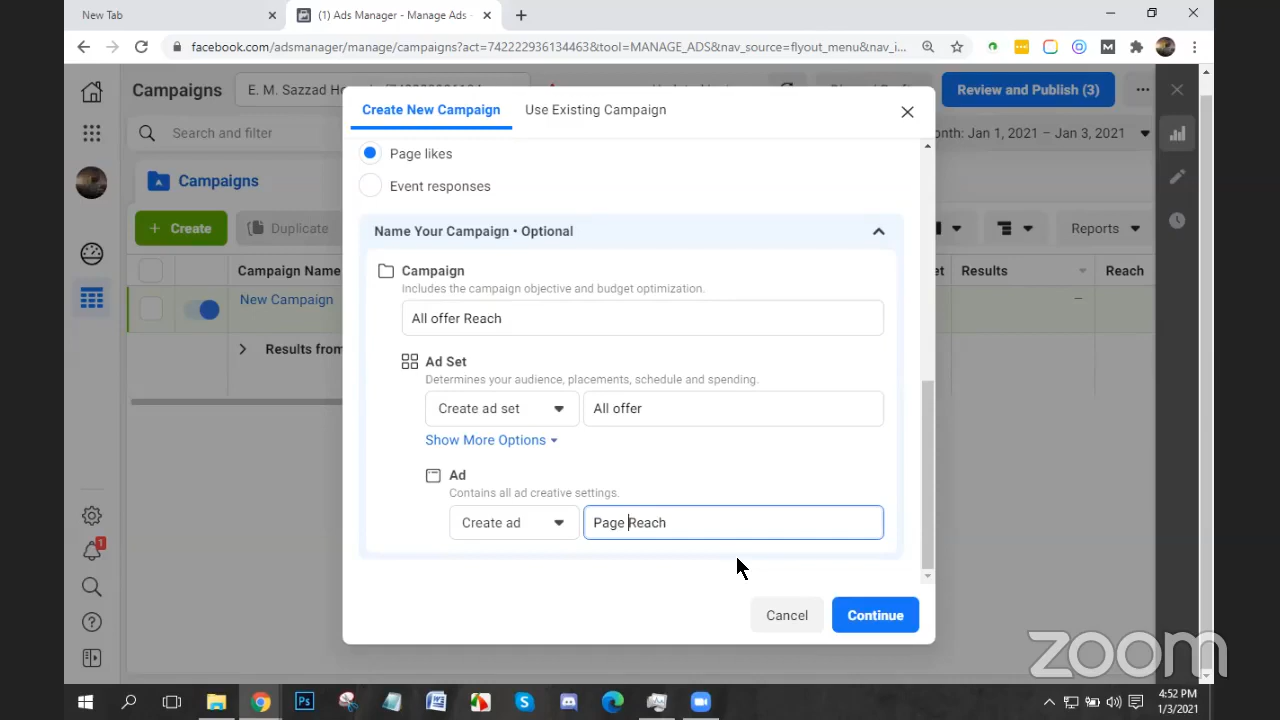 New Tab
(1) Ads Manager - Manage Ads
facebook.com/adsmanager/manage/campaigns?act=742222936134463&tool=MANAGE_ADS&nav_source=flyout_menu&nav_i...
Campaigns
E. M. Sazzad
Review and Publish (3)
Create New Campaign
Use Existing Campaign
Search and filter
onth: Jan 1, 2021 – Jan 3, 2021
Page likes
Event responses
Campaigns
+ Create
Duplicate
Reports
Name Your Campaign • Optional
Campaign Name
et
Results
Reach
New Campaign
Results from
Campaign
Includes the campaign objective and budget optimization.
All offer Reach
Ad Set
Determines your audience, placements, schedule and spending.
Create ad set
All offer
Show More Options
Ad
Contains all ad creative settings.
Create ad
Page Reach
1
Cancel
Continue
zoom
Ps
4:52 PM
1/3/2021